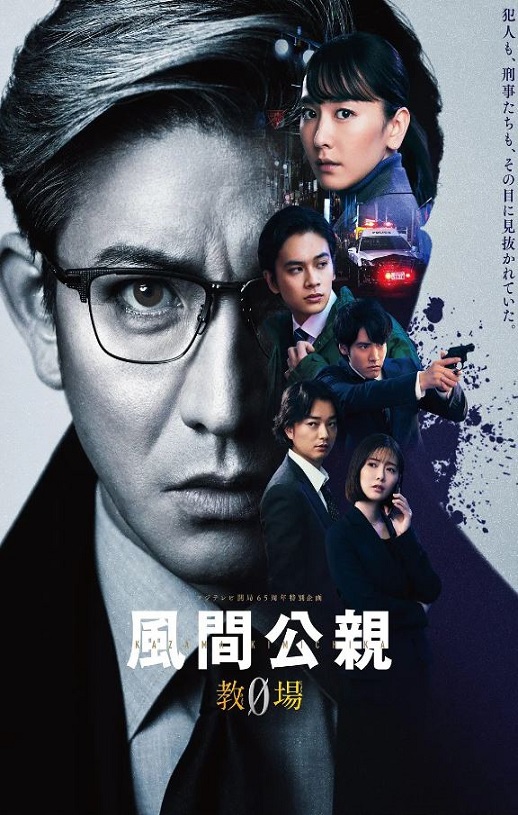 犯人も、刑事たちも、その目に見抜かれていた。
フジテレビ開局65周年特別企画
風間公親
KAZAMA KIMICHIKA
教0場
POLICE